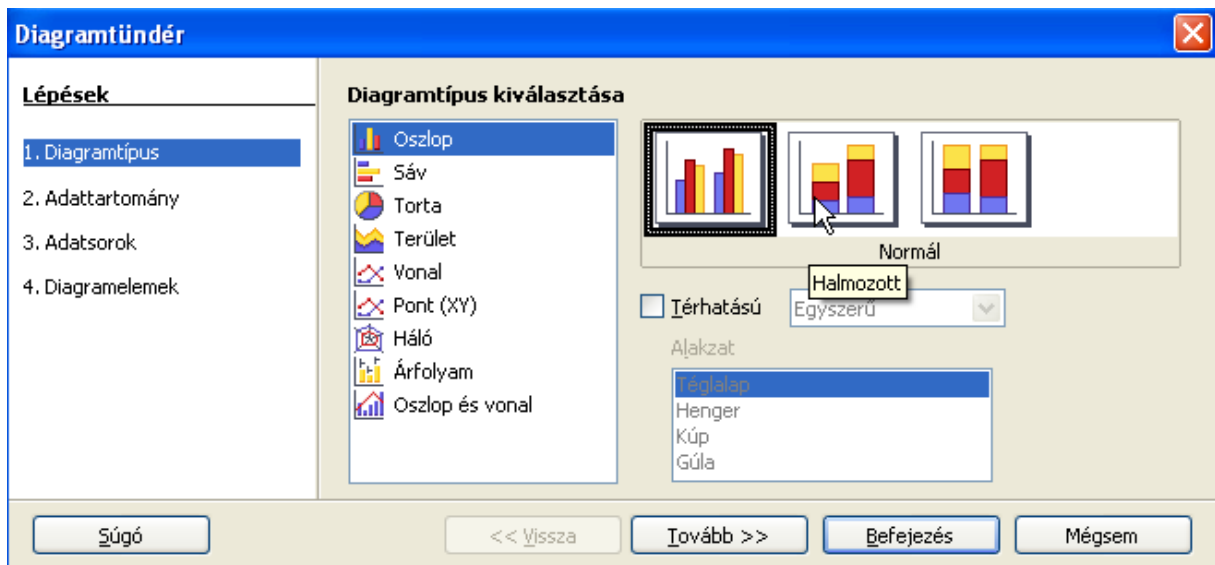 Diagramtündér
Lépések
1. Diagramtípus
2. Adattartomány
3. Adatsorok
4. Diagramelemek
Diagramtípus kiválasztása
Oszlop
Sáv
Torta
Terület
Vonal
Pont (XY)
Háló
Árfolyam
Oszlop és vonal
Normál
Halmozott
Térhatású
Egyszerű
Alakzat
Téglalap
Henger
Kúp
Gúla
Súgó
<< Vissza
Tovább >>
Befejezés
Mégsem